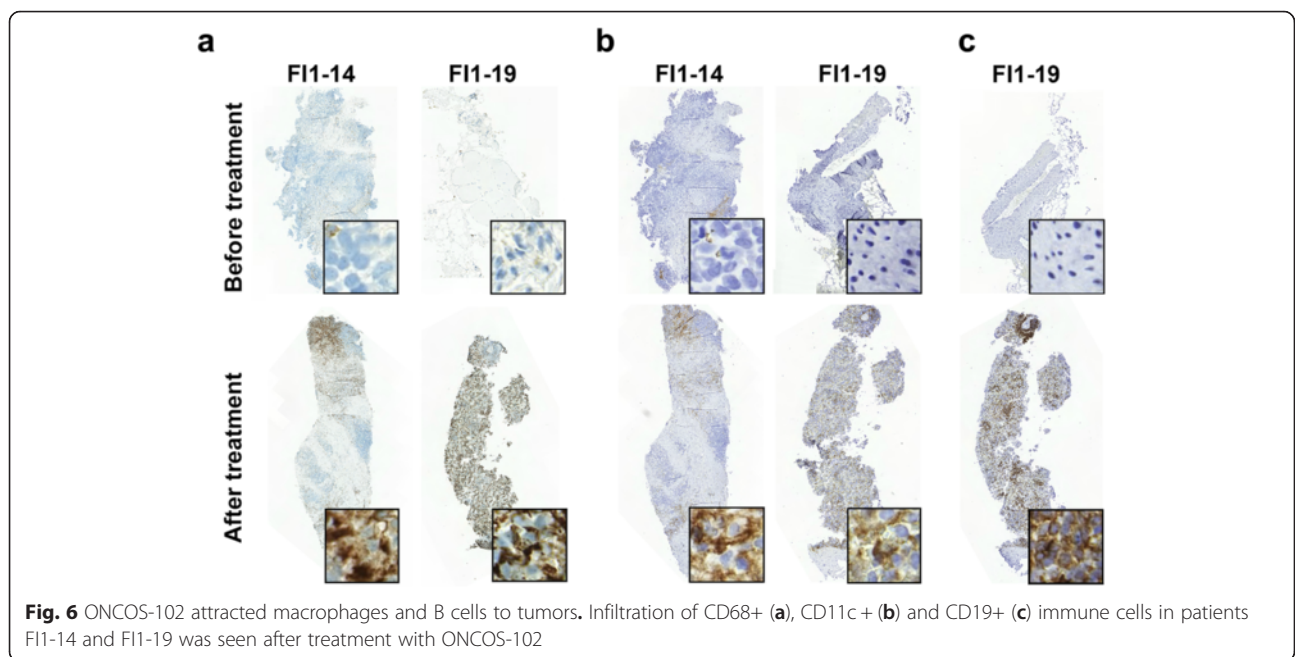 a
b
c
FI1-14
FI1-19
FI1-14
FI1-19
FI1-19
Before treatment
After treatment
Fig. 6 ONCOS-102 attracted macrophages and B cells to tumors. Infiltration of CD68+ (a), CD11c + (b) and CD19+ (c) immune cells in patients
FI1-14 and FI1-19 was seen after treatment with ONCOS-102